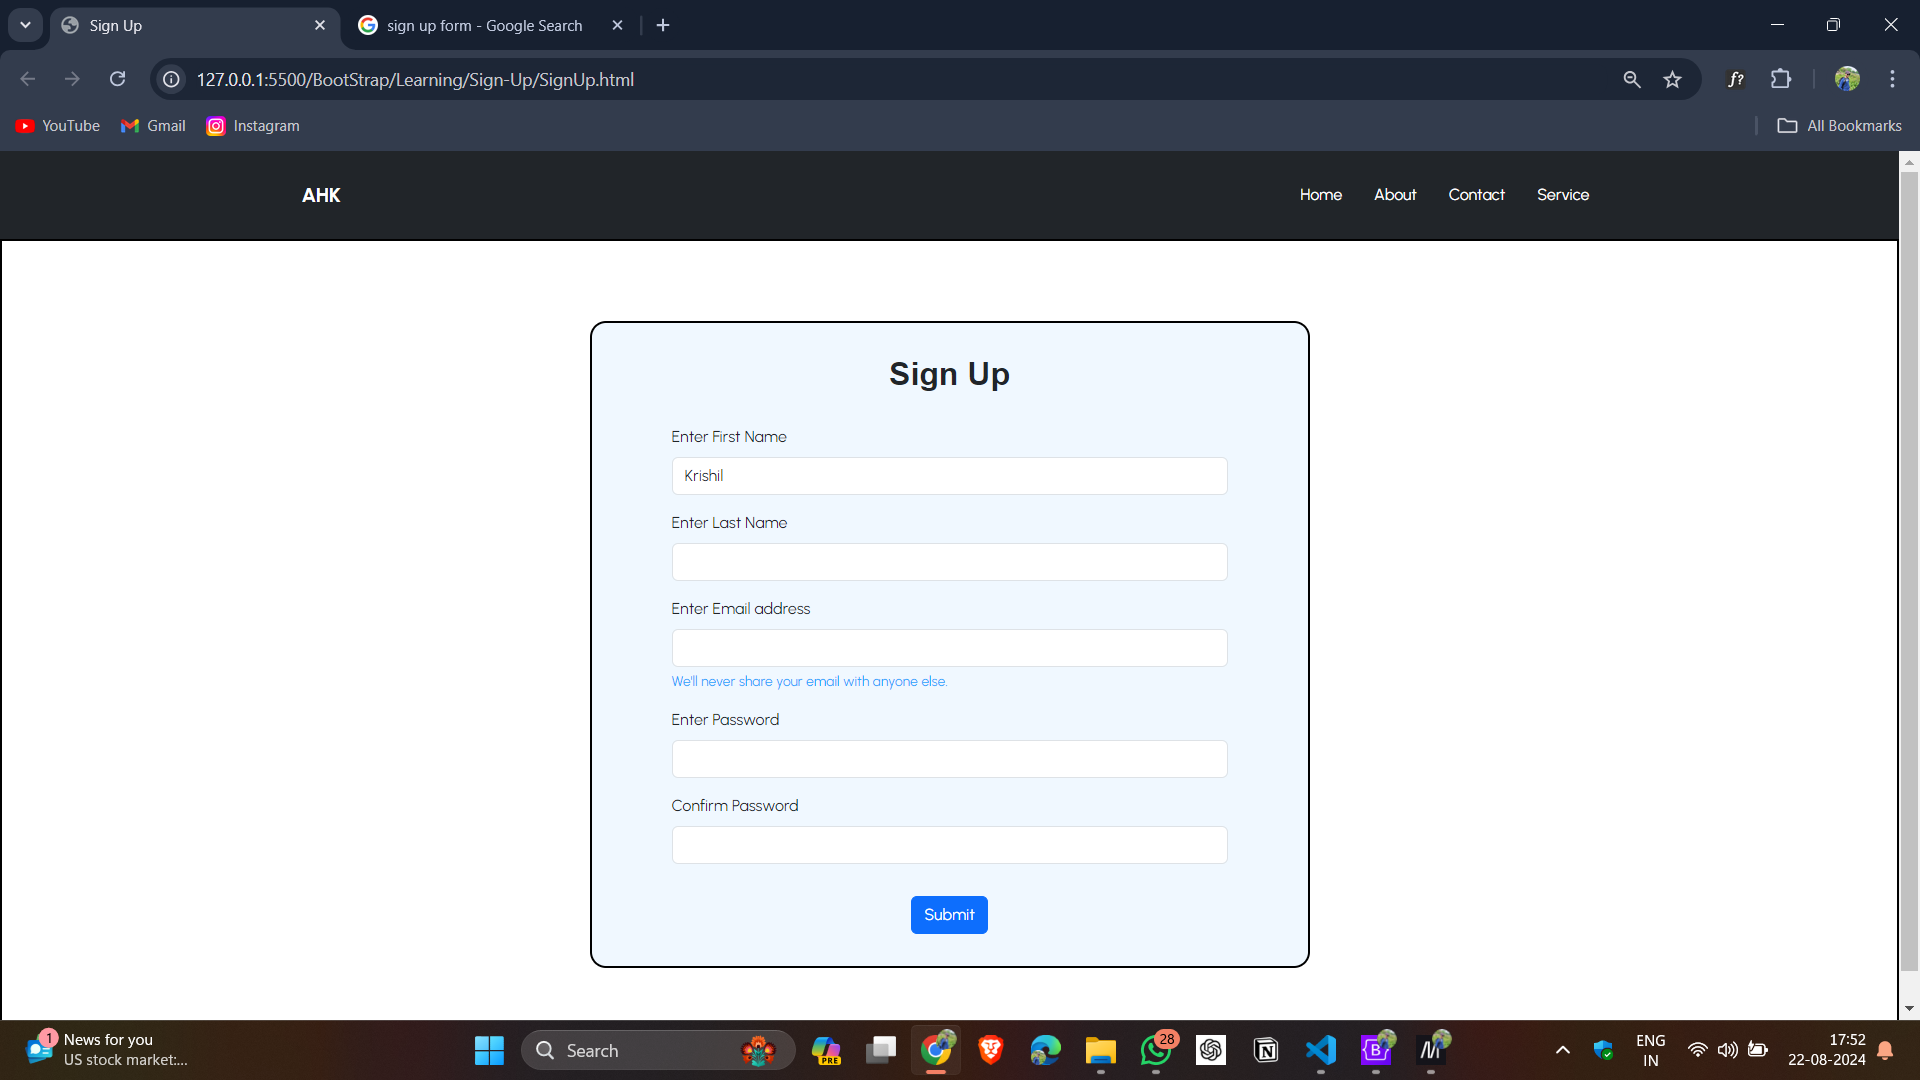 Sign Up
sign up form - Google Search
127.0.0.1:5500/BootStrap/Learning/Sign-Up/SignUp.html
f?
YouTube
Gmail
Instagram
All Bookmarks
AHK
Home
About
Contact
Service
Sign Up
Enter First Name
Krishil
Enter Last Name
Enter Email address
We'll never share your email with anyone else.
Enter Password
Confirm Password
Submit
1
News for you
US stock market:...
Search
PRE
28
B
ENG
IN
17:52
22-08-2024